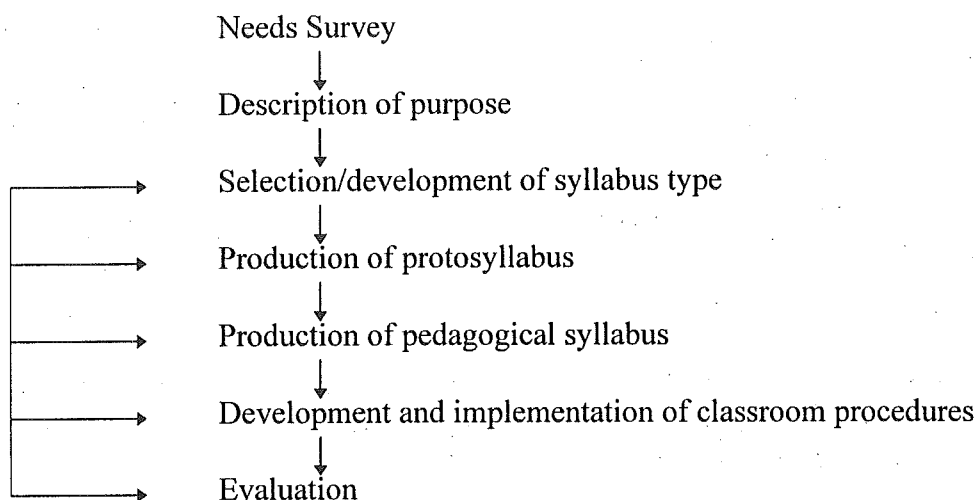 Needs Survey
Description of purpose
Selection/development of syllabus type
Production of protosyllabus
Production of pedagogical syllabus
Development and implementation of classroom procedures
Evaluation